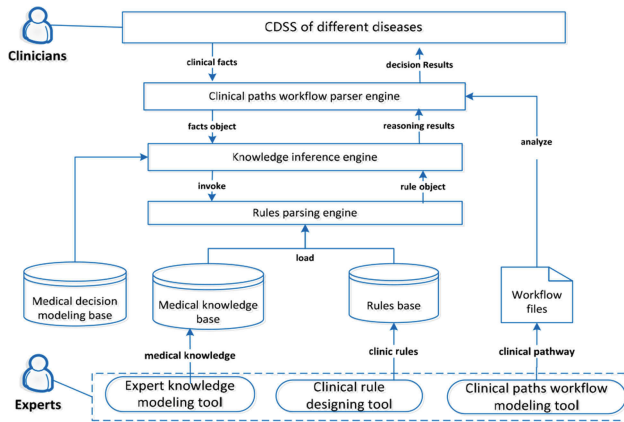 CDSS of different diseases
Clinicians
clinical facts
decision Results
Clinical paths workflow parser engine
facts object
reasoning results
Knowledge inference engine
analyze
invoke
rule object
Rules parsing engine
load
Medical decision
modeling base
Medical knowledge
base
Rules base
Workflow
files
medical knowledge
clinic rules
clinical pathway
Experts
Expert knowledge
modeling tool
Clinical rule
designing tool
Clinical paths workflow
modeling tool